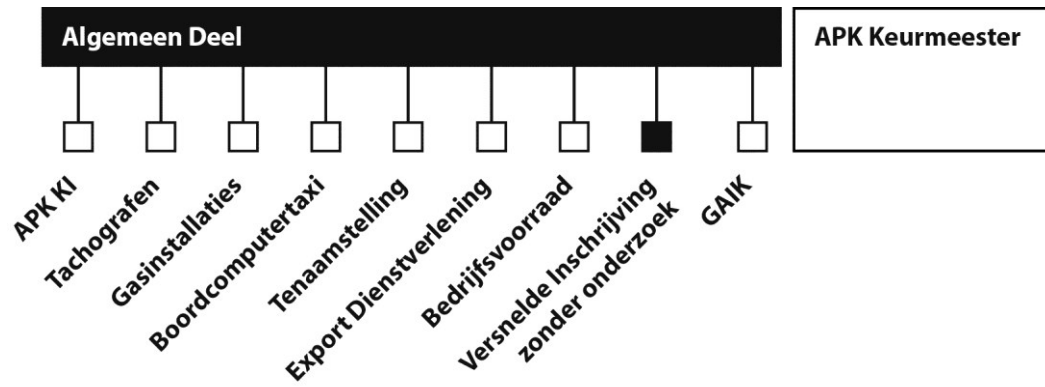 Algemeen Deel
APK Keurmeester
APK KI
Tachografen
Gasinstallaties
Boordcomputertaxi
Tenaamstelling
Export Dienstverlening
Bedrijfsvoorraad
Versnelde Inschrijving
zonder onderzoek
GAIK